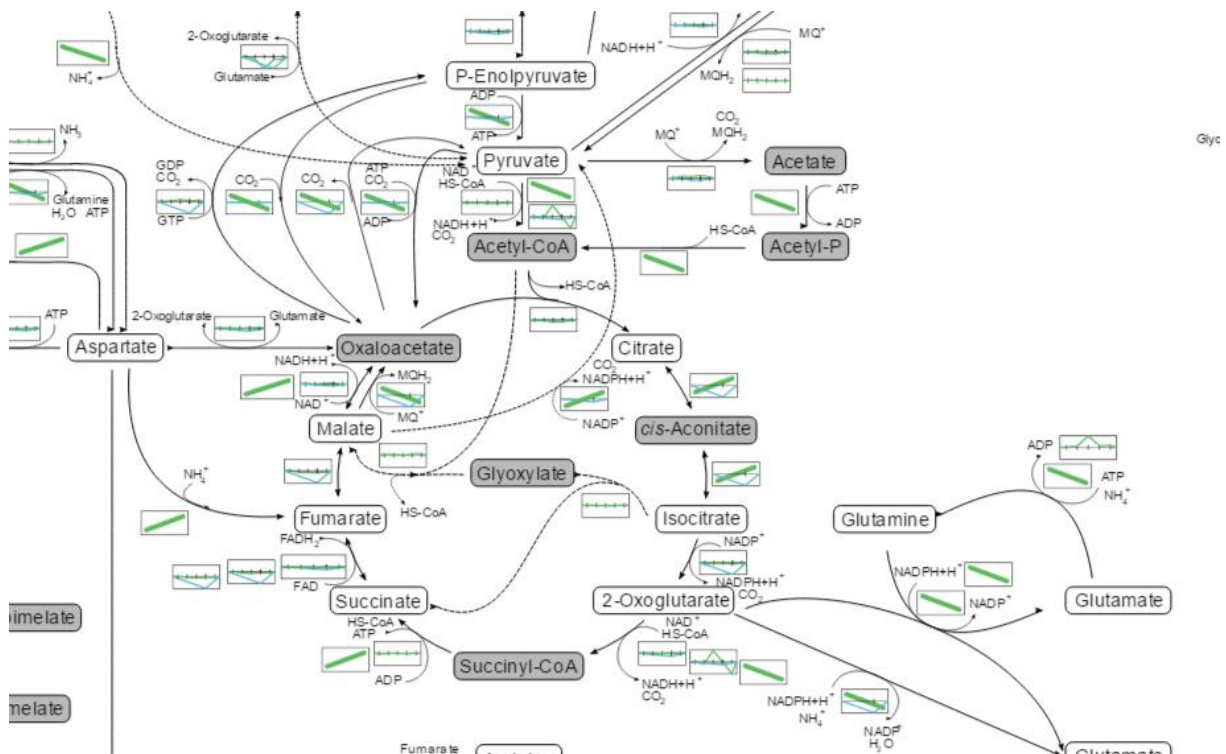 2-Oxoglutarate
NH₄⁺
Glutamate
NADH+H⁺
MQ⁺
MQH₂
P-Enolpyruvate
ADP
ATP
NH₃
Pyruvate
MQ⁺
CO₂
MQH₂
Acetate
GDP
CO₂
GTP
CO₂
CO₂
ATP
CO₂
ADP
NAD⁺
HS-CoA
NADH+H⁺
CO₂
ATP
ADP
Glutamine
H₂O
ATP
Acetyl-CoA
HS-CoA
Acetyl-P
HS-CoA
ATP
2-Oxoglutarate
Glutamate
Aspartate
Oxaloacetate
Citrate
NADH+H⁺
NAD⁺
MQH₂
MQ⁺
CO₂
NADPH+H⁺
NADP⁺
Malate
cis-Aconitate
Glyoxylate
HS-CoA
NH₄⁺
Fumarate
Isocitrate
Glutamine
ADP
ATP
NH₄⁺
FADH₂
FAD
NADP⁺
NADPH+H⁺
CO₂
NADPH+H⁺
NADP⁺
Succinate
2-Oxoglutarate
Glutamate
HS-CoA
ATP
ADP
NAD⁺
HS-CoA
NADH+H⁺
CO₂
Succinyl-CoA
pimelate
melate
NADPH+H⁺
NH₄⁺
NADP⁺
H₂O
Fumarate
Glutamate
Glyc